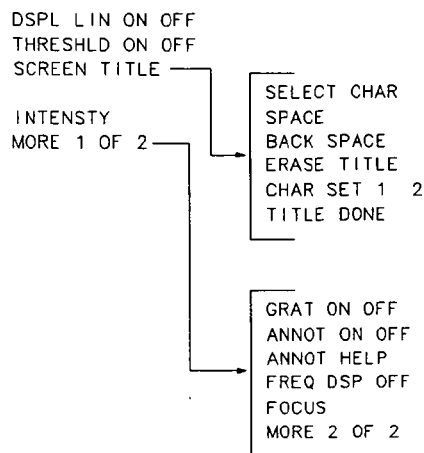 DSPL LIN ON OFF
THRESHLD ON OFF
SCREEN TITLE
INTENSTY
MORE 1 OF 2
SELECT CHAR
SPACE
BACK SPACE
ERASE TITLE
CHAR SET 1 2
TITLE DONE
GRAT ON OFF
ANNOT ON OFF
ANNOT HELP
FREQ DSP OFF
FOCUS
MORE 2 OF 2